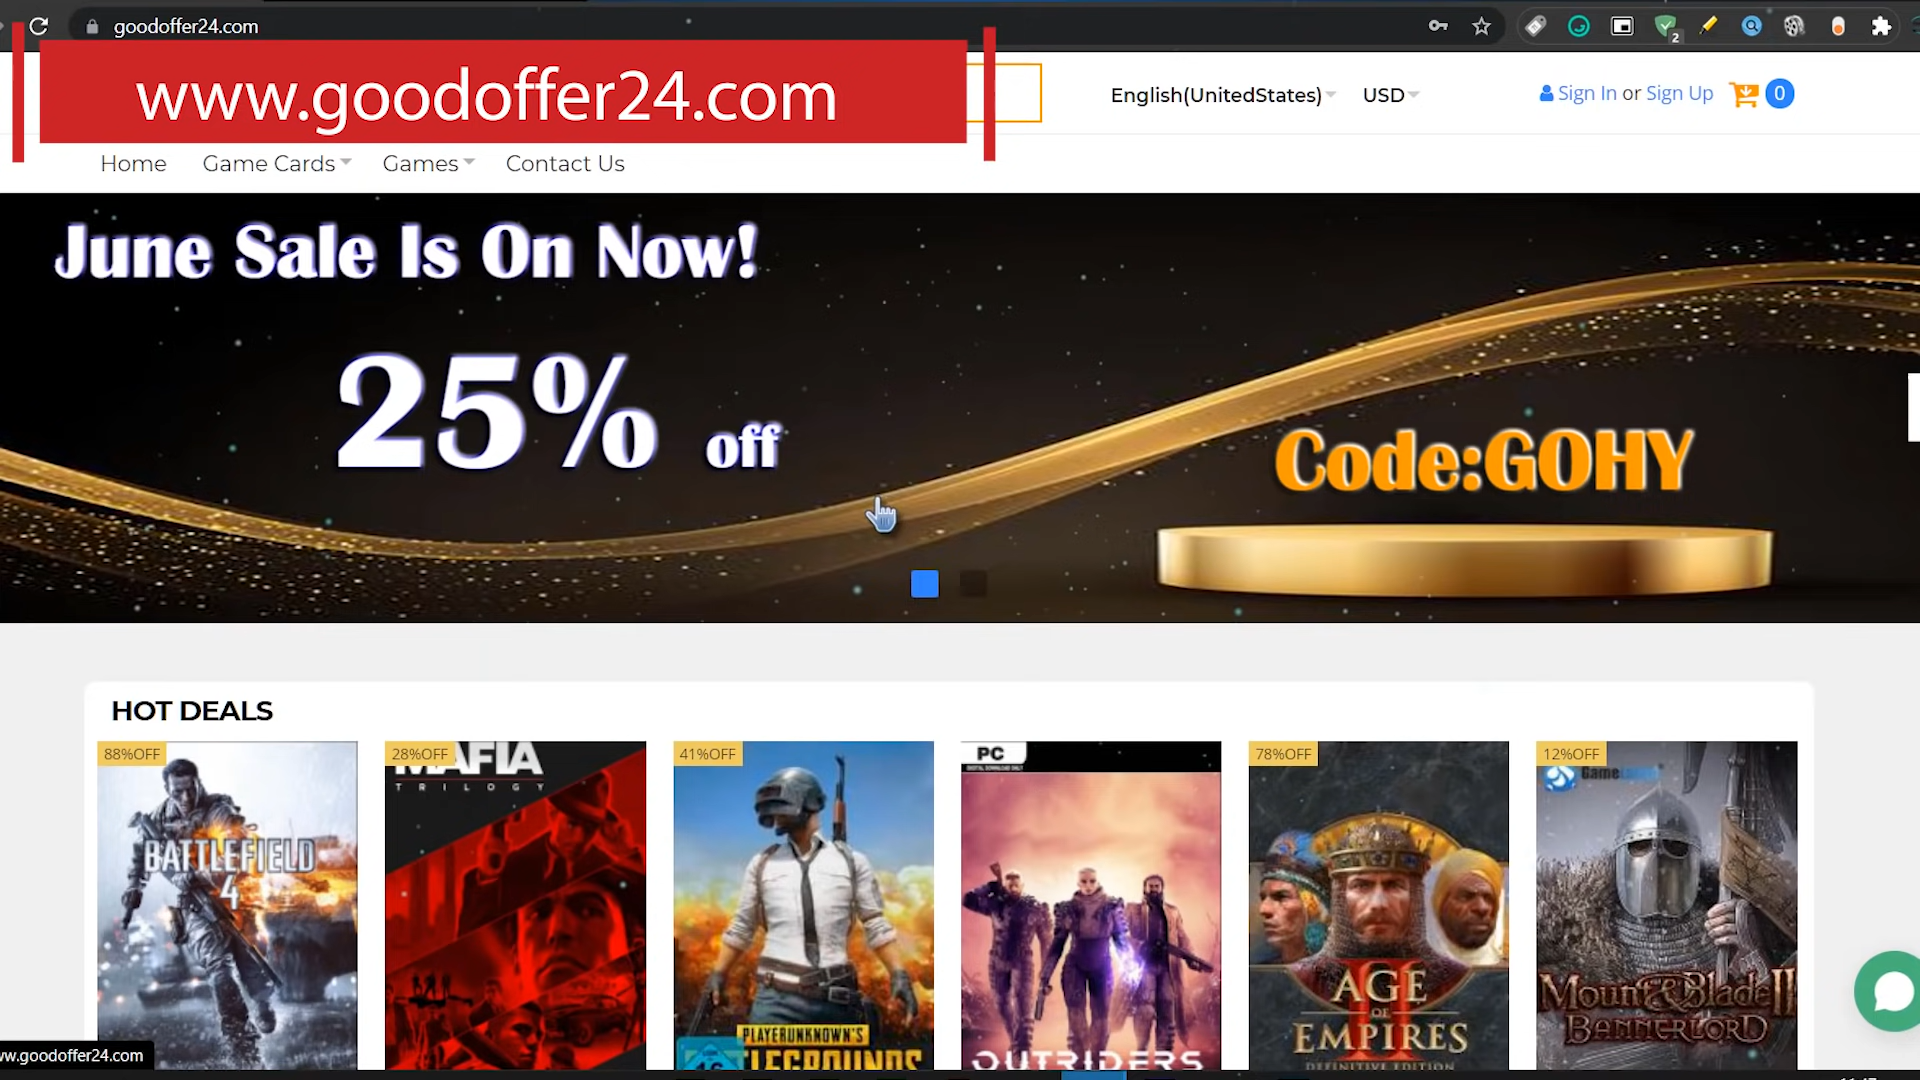 goodoffer24.com
2
www.goodoffer24.com
English(UnitedStates)
USD
Sign In or Sign Up
0
Home
Game Cards
Games
Contact Us
June Sale Is On Now!
25% off
Code:GOHY
HOT DEALS
88%OFF
28%OFF
41%OFF
78%OFF
12%OFF
BATTLEFIELD
4
MAFIA
TRILOGY
PLAYERUNKNOWN'S
PC
OUTRIDERS
AGE
OF
EMPIRES
II
DEFINITIVE EDITION
Mount & Blade II
BANNERLORD
ww.goodoffer24.com